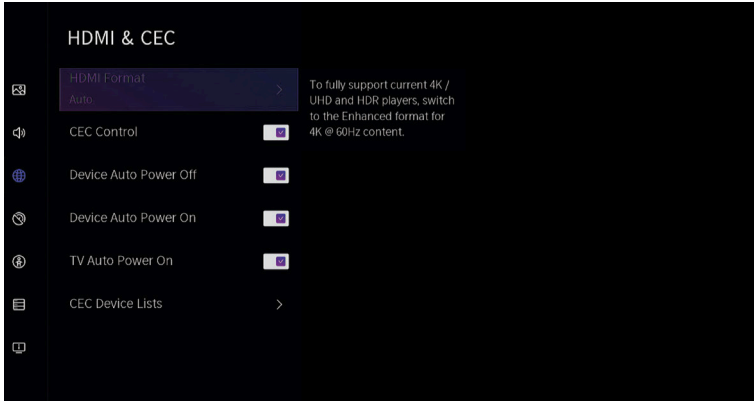 HDMI & CEC
HDMI Format
Auto
To fully support current 4K /
UHD and HDR players, switch
to the Enhanced format for
4K @ 60Hz content.
CEC Control
Device Auto Power Off
Device Auto Power On
TV Auto Power On
CEC Device Lists